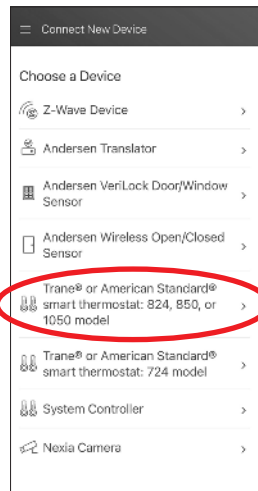 Connect New Device
Choose a Device
Z-Wave Device
Andersen Translator
Andersen VeriLock Door/Window
Sensor
Andersen Wireless Open/Closed
Sensor
Trane® or American Standard®
smart thermostat: 824, 850, or
1050 model
Trane® or American Standard®
smart thermostat: 724 model
System Controller
Nexia Camera